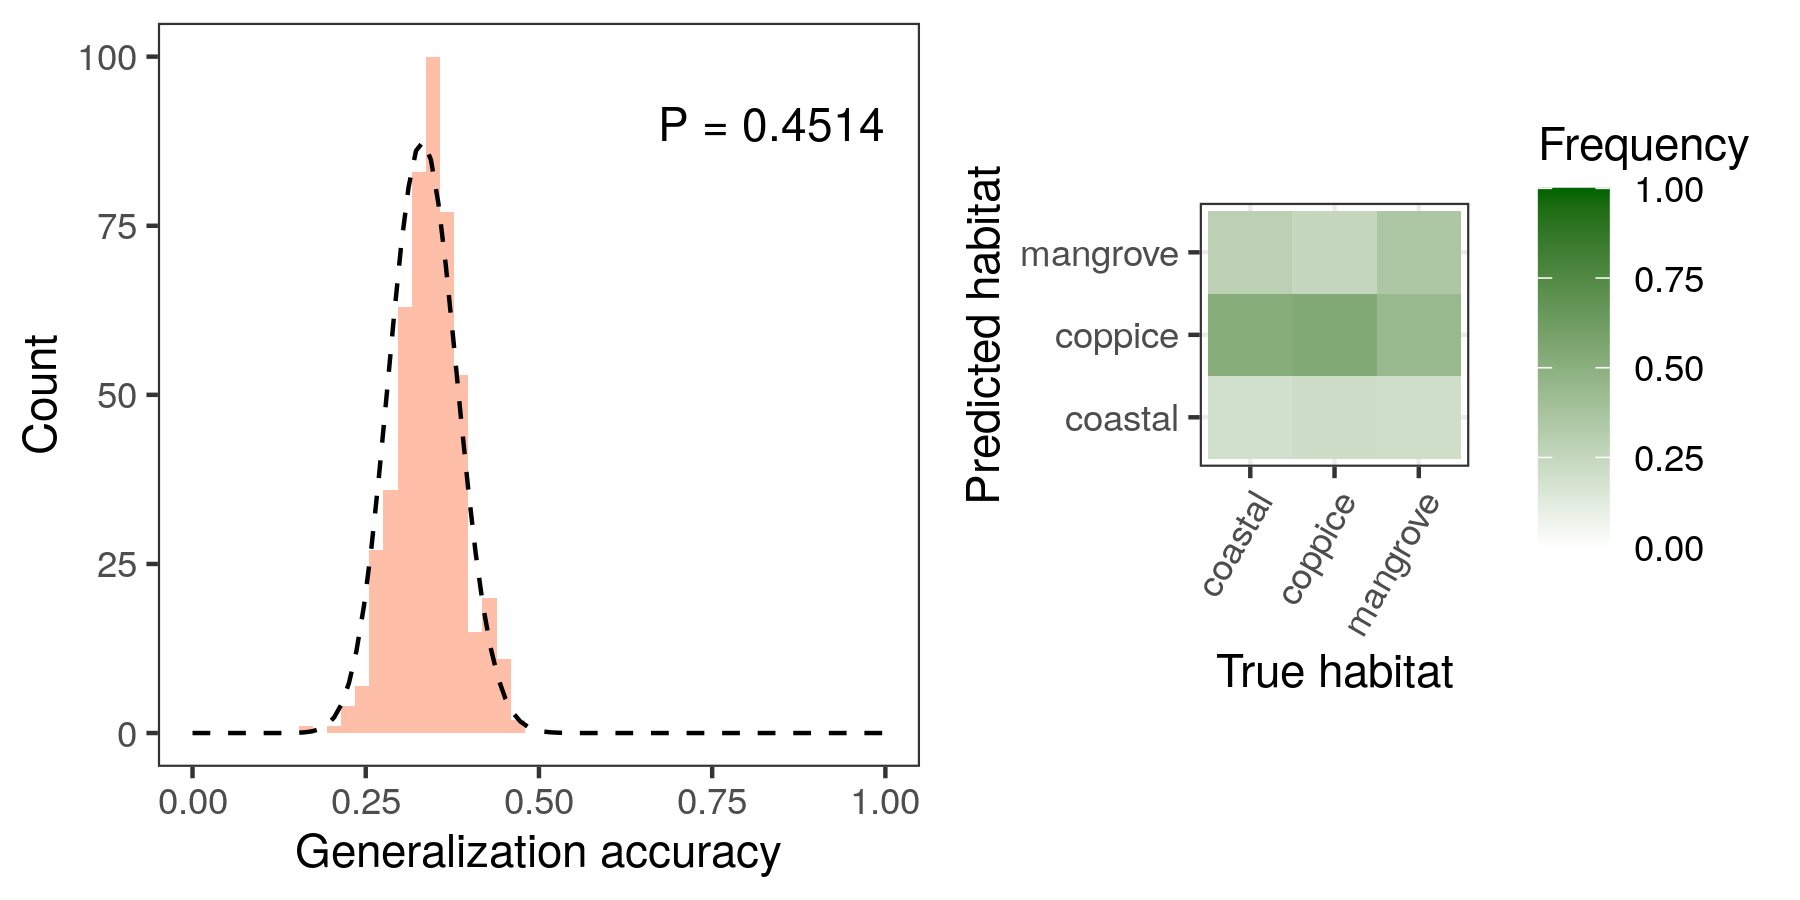 100
75
50
25
0
Count
P = 0.4514
0.00 0.25 0.50 0.75 1.00
Generalization accuracy
Predicted habitat
mangrove
coppice
coastal
coastal
coppice
mangrove
True habitat
Frequency
1.00
0.75
0.50
0.25
0.00